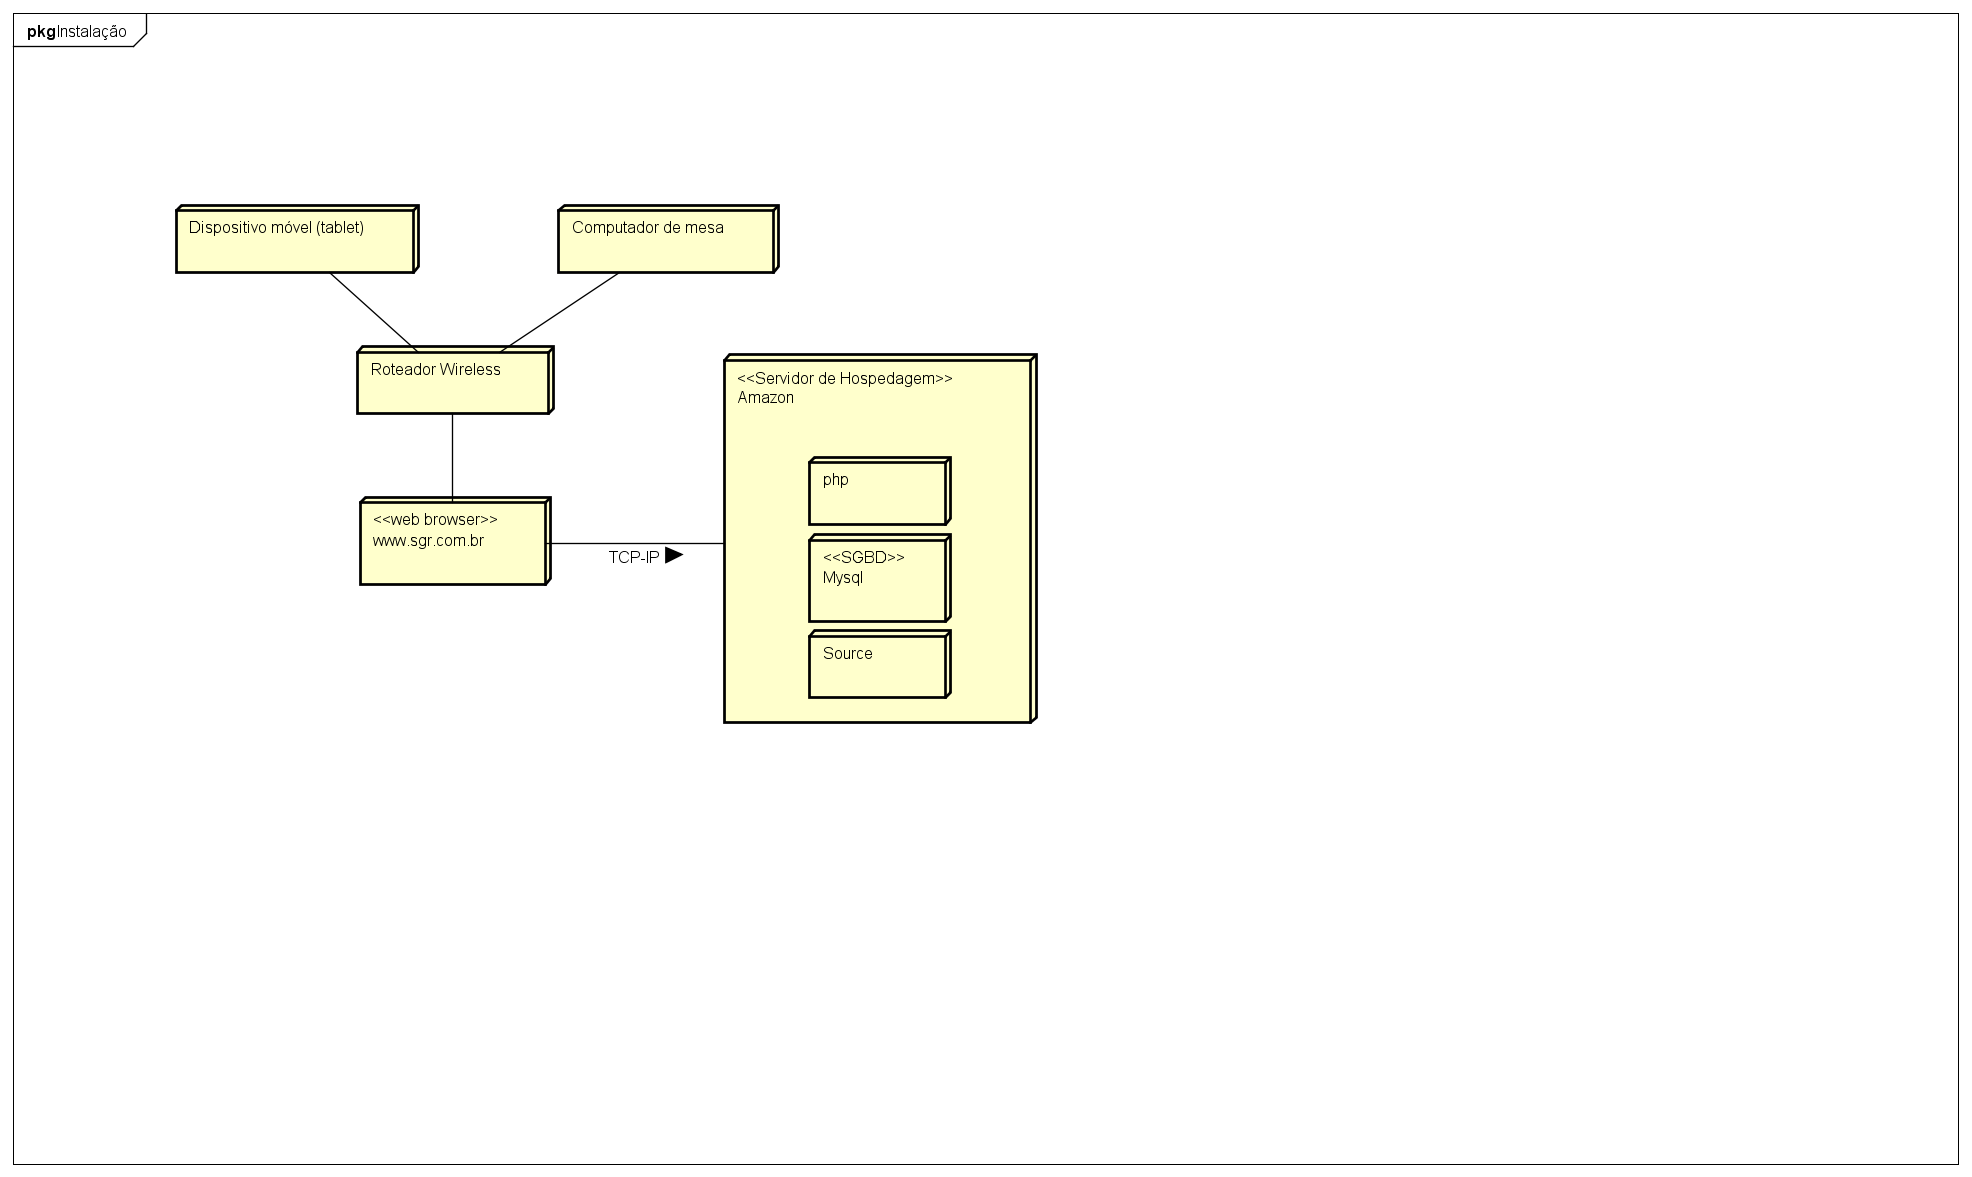 pkgInstalação
Dispositivo móvel (tablet)
Computador de mesa
Roteador Wireless
<<Servidor de Hospedagem>>
Amazon
php
<<web browser>>
www.sgr.com.br
TCP-IP
<<SGBD>>
Mysql
Source